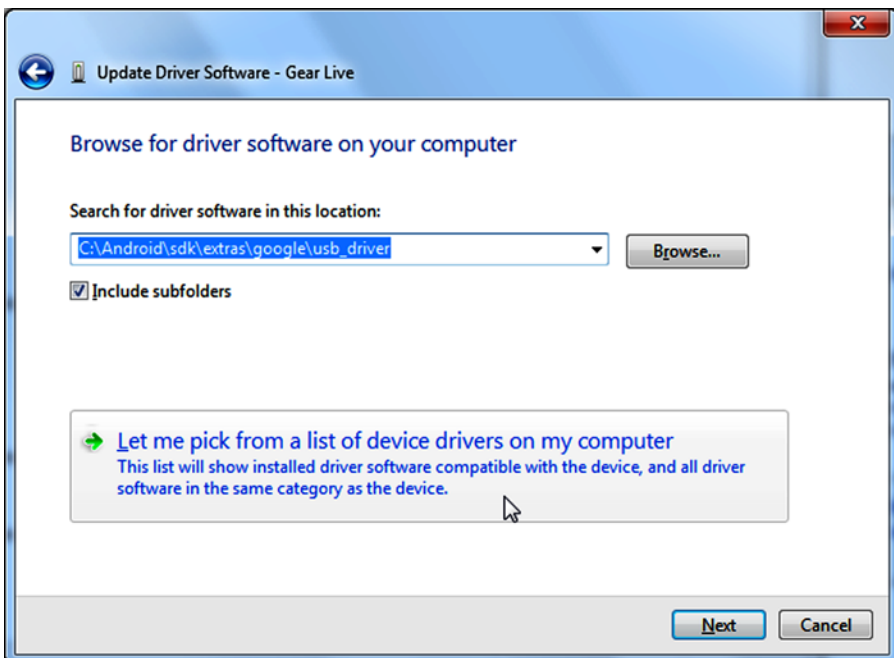 Update Driver Software - Gear Live
Browse for driver software on your computer
Search for driver software in this location:
C:\Android\sdk\extras\google\usb_driver
Browse...
Include subfolders
Let me pick from a list of device drivers on my computer
This list will show installed driver software compatible with the device, and all driver
software in the same category as the device.
Next
Cancel